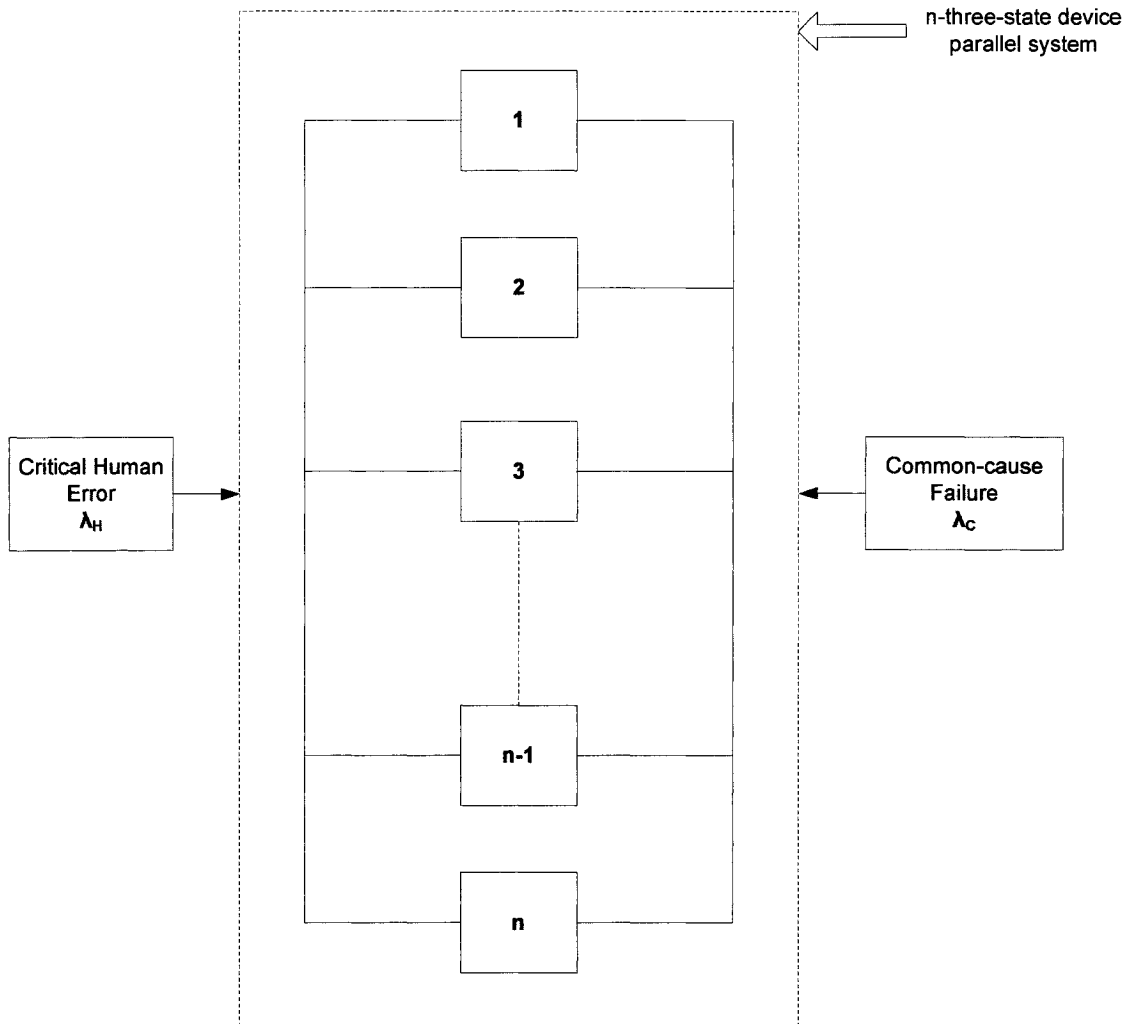 n-three-state device
parallel system
1
2
3
Critical Human
Error
λH
Common-cause
Failure
λC
n-1
n